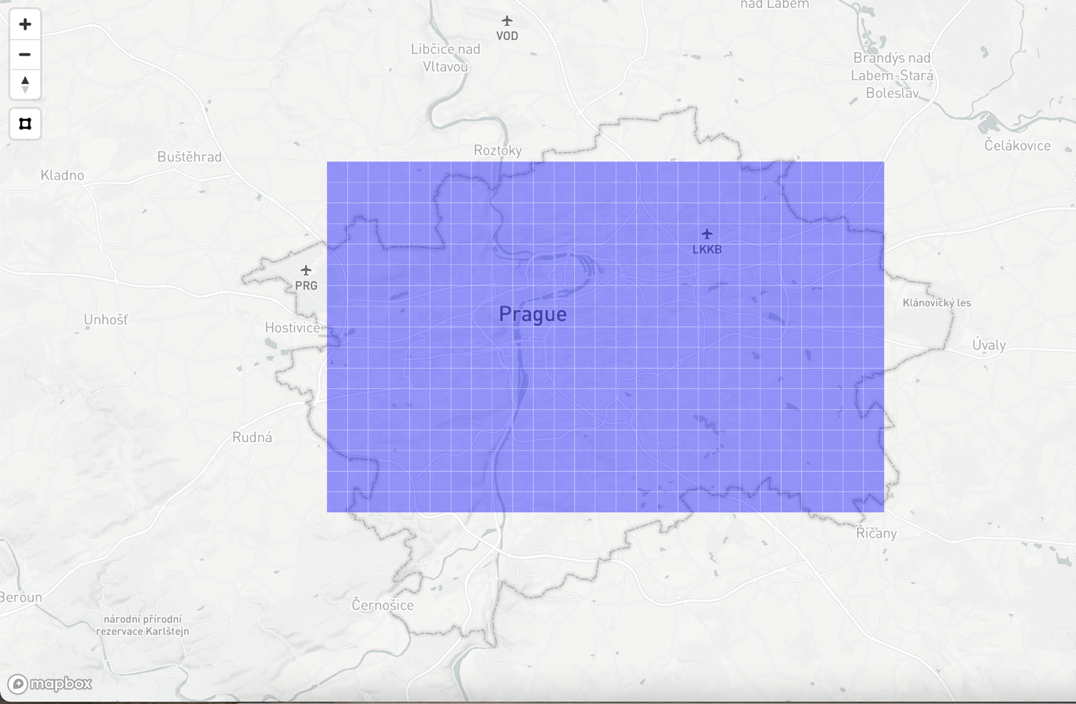 nad Labem
VOD
Libčice nad
Vltavou
Brandýs nad
Labem-Stará
Boleslav
Roztoky
Čelákovice
Buštěhrad
Kladno
LKKB
PRG
Klánovický les
Prague
Unhošť
Hostivice
Úvaly
Rudná
Říčany
Beroun
Černošice
národní přírodní
rezervace Karlštejn
mapbox